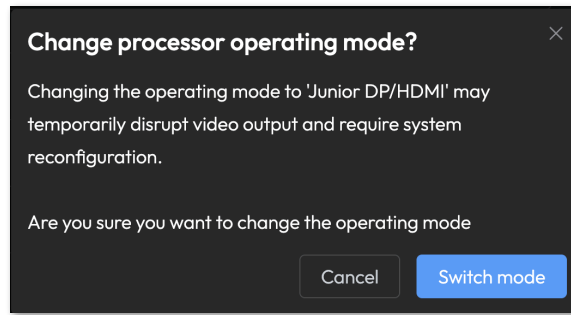 Change processor operating mode?
Changing the operating mode to 'Junior DP/HDMI' may
temporarily disrupt video output and require system
reconfiguration.
Are you sure you want to change the operating mode
Cancel
Switch mode